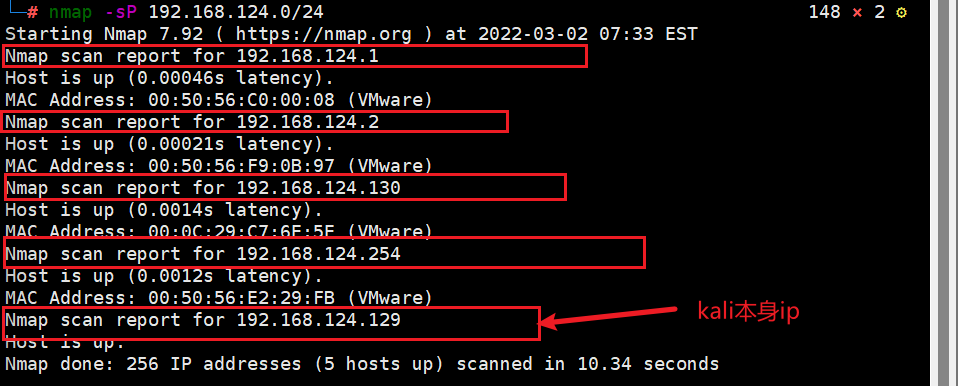 └─# nmap -sP 192.168.124.0/24 148 × 2 ⚙
Starting Nmap 7.92 ( https://nmap.org ) at 2022-03-02 07:33 EST
Nmap scan report for 192.168.124.1
Host is up (0.00046s latency).
MAC Address: 00:50:56:C0:00:08 (VMware)
Nmap scan report for 192.168.124.2
Host is up (0.00021s latency).
MAC Address: 00:50:56:F9:0B:97 (VMware)
Nmap scan report for 192.168.124.130
Host is up (0.0014s latency).
MAC Address: 00:0C:29:C7:6F:5F (VMware)
Nmap scan report for 192.168.124.254
Host is up (0.0012s latency).
MAC Address: 00:50:56:E2:29:FB (VMware)
Nmap scan report for 192.168.124.129
kali本身ip
Host is up.
Nmap done: 256 IP addresses (5 hosts up) scanned in 10.34 seconds